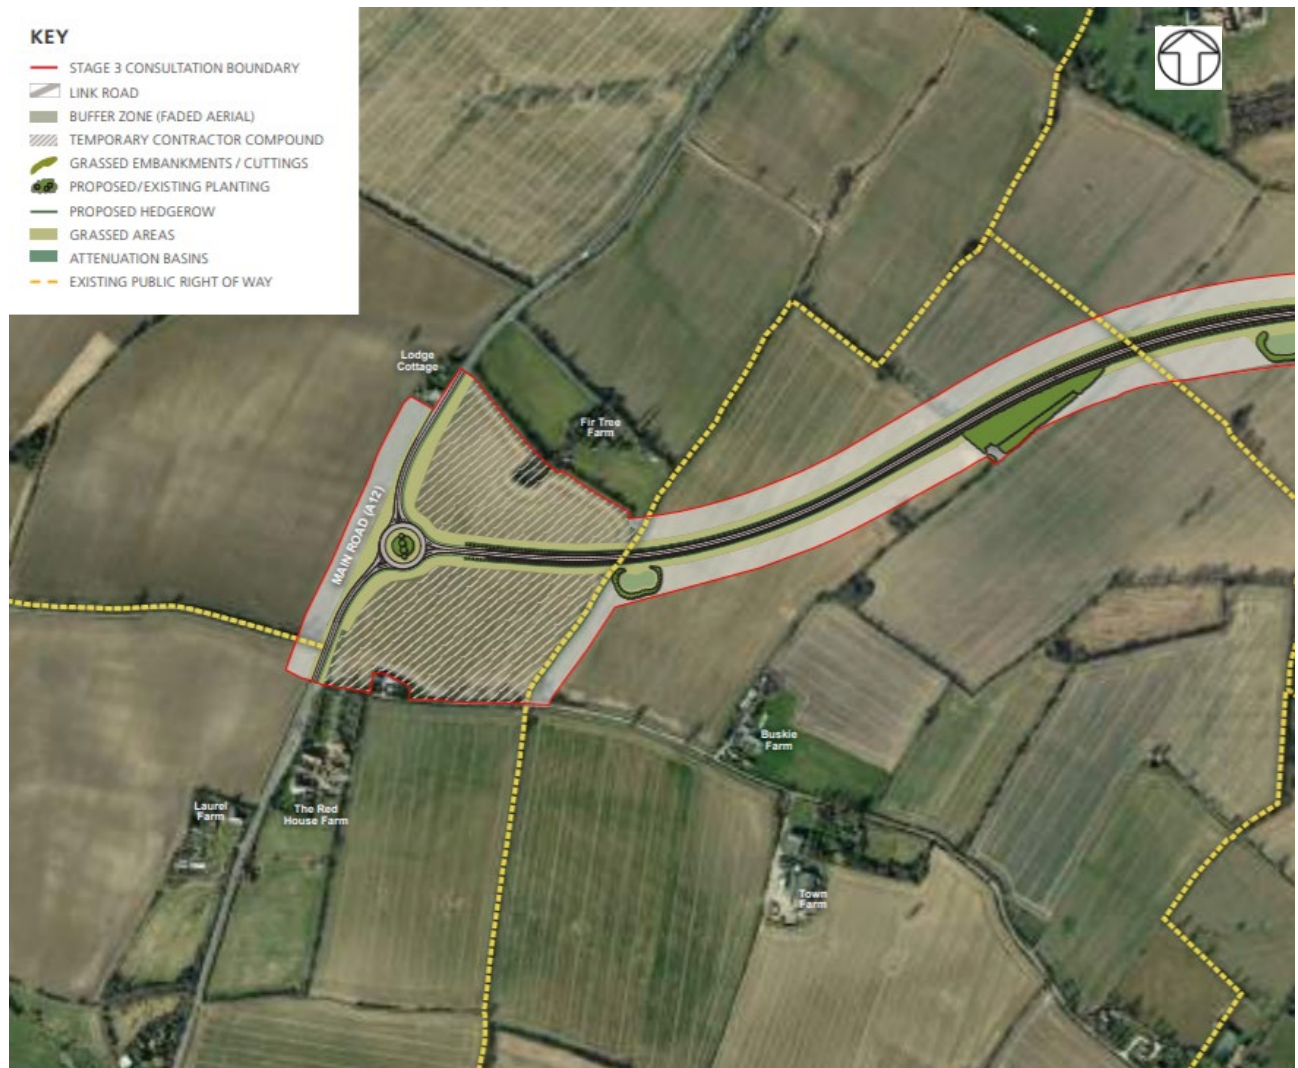 KEY
STAGE 3 CONSULTATION BOUNDARY
LINK ROAD
BUFFER ZONE (FADED AERIAL)
TEMPORARY CONTRACTOR COMPOUND
GRASSED EMBANKMENTS / CUTTINGS
PROPOSED/EXISTING PLANTING
PROPOSED HEDGEROW
GRASSED AREAS
ATTENUATION BASINS
EXISTING PUBLIC RIGHT OF WAY
Lodge
Cottage
Fir Tree
Farm
MAIN ROAD (A12)
Buskie
Farm
Laurel
Farm
The Red
House Farm
Town
Farm